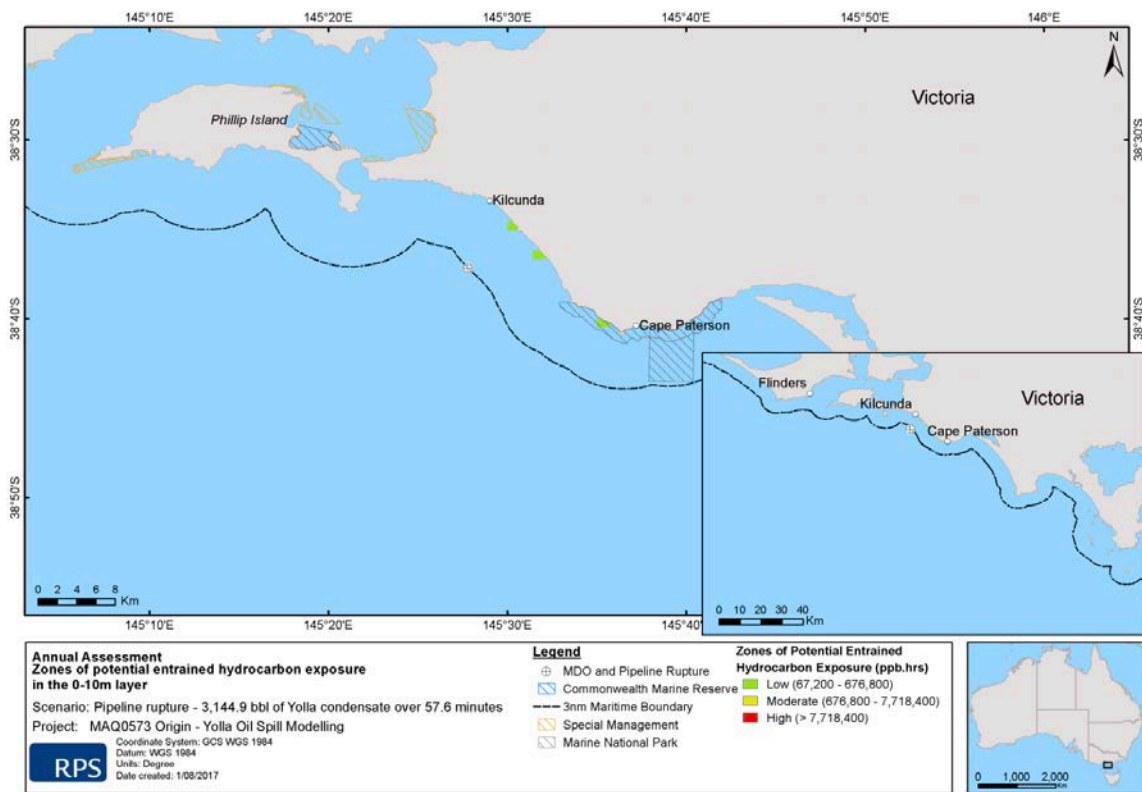 145°10'E 145°20'E 145°30'E 145°40'E 145°50'E 146°E
N
Victoria
Phillip Island
38°30'S 38°30'S
Kilcunda
38°40'S 38°40'S
Cape Paterson
Flinders
Victoria
Kilcunda
Cape Paterson
38°50'S
0 2 4 6 8
Km
0 10 20 30 40
Km
145°10'E 145°20'E 145°30'E 145°40'
Annual Assessment
Zones of potential entrained hydrocarbon exposure
in the 0-10m layer
Scenario: Pipeline rupture - 3,144.9 bbl of Yolla condensate over 57.6 minutes
Project: MAQ0573 Origin - Yolla Oil Spill Modelling
RPS
Coordinate System: GCS WGS 1984
Datum: WGS 1984
Units: Degree
Date created: 1/08/2017
Legend
MDO and Pipeline Rupture
Commonwealth Marine Reserve
3nm Maritime Boundary
Special Management
Marine National Park
Zones of Potential Entrained
Hydrocarbon Exposure (ppb.hrs)
Low (67,200 - 676,800)
Moderate (676,800 - 7,718,400)
High (> 7,718,400)
0 1,000 2,000
Km